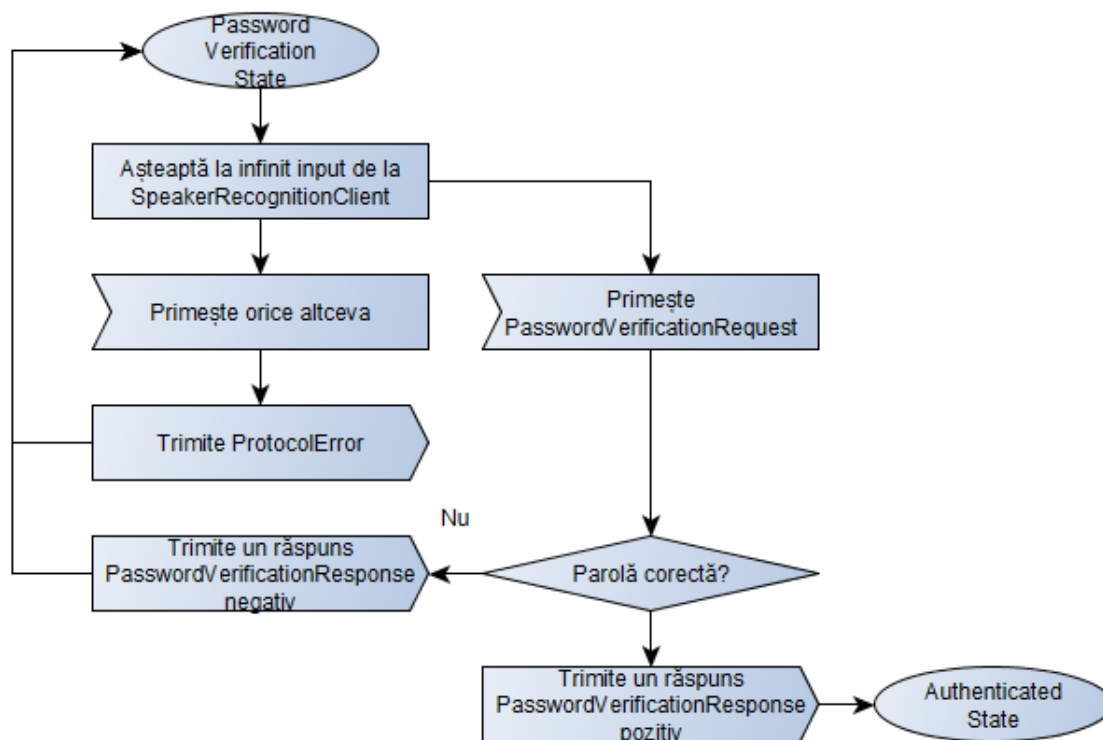 Password
Verification
State
Așteaptă la infinit input de la
SpeakerRecognitionClient
Primește orice altceva
Primește
PasswordVerificationRequest
Trimite ProtocolError
Nu
Trimite un răspuns
PasswordVerificationResponse
negativ
Parolă corectă?
Trimite un răspuns
PasswordVerificationResponse
pozitiv
Authenticated
State